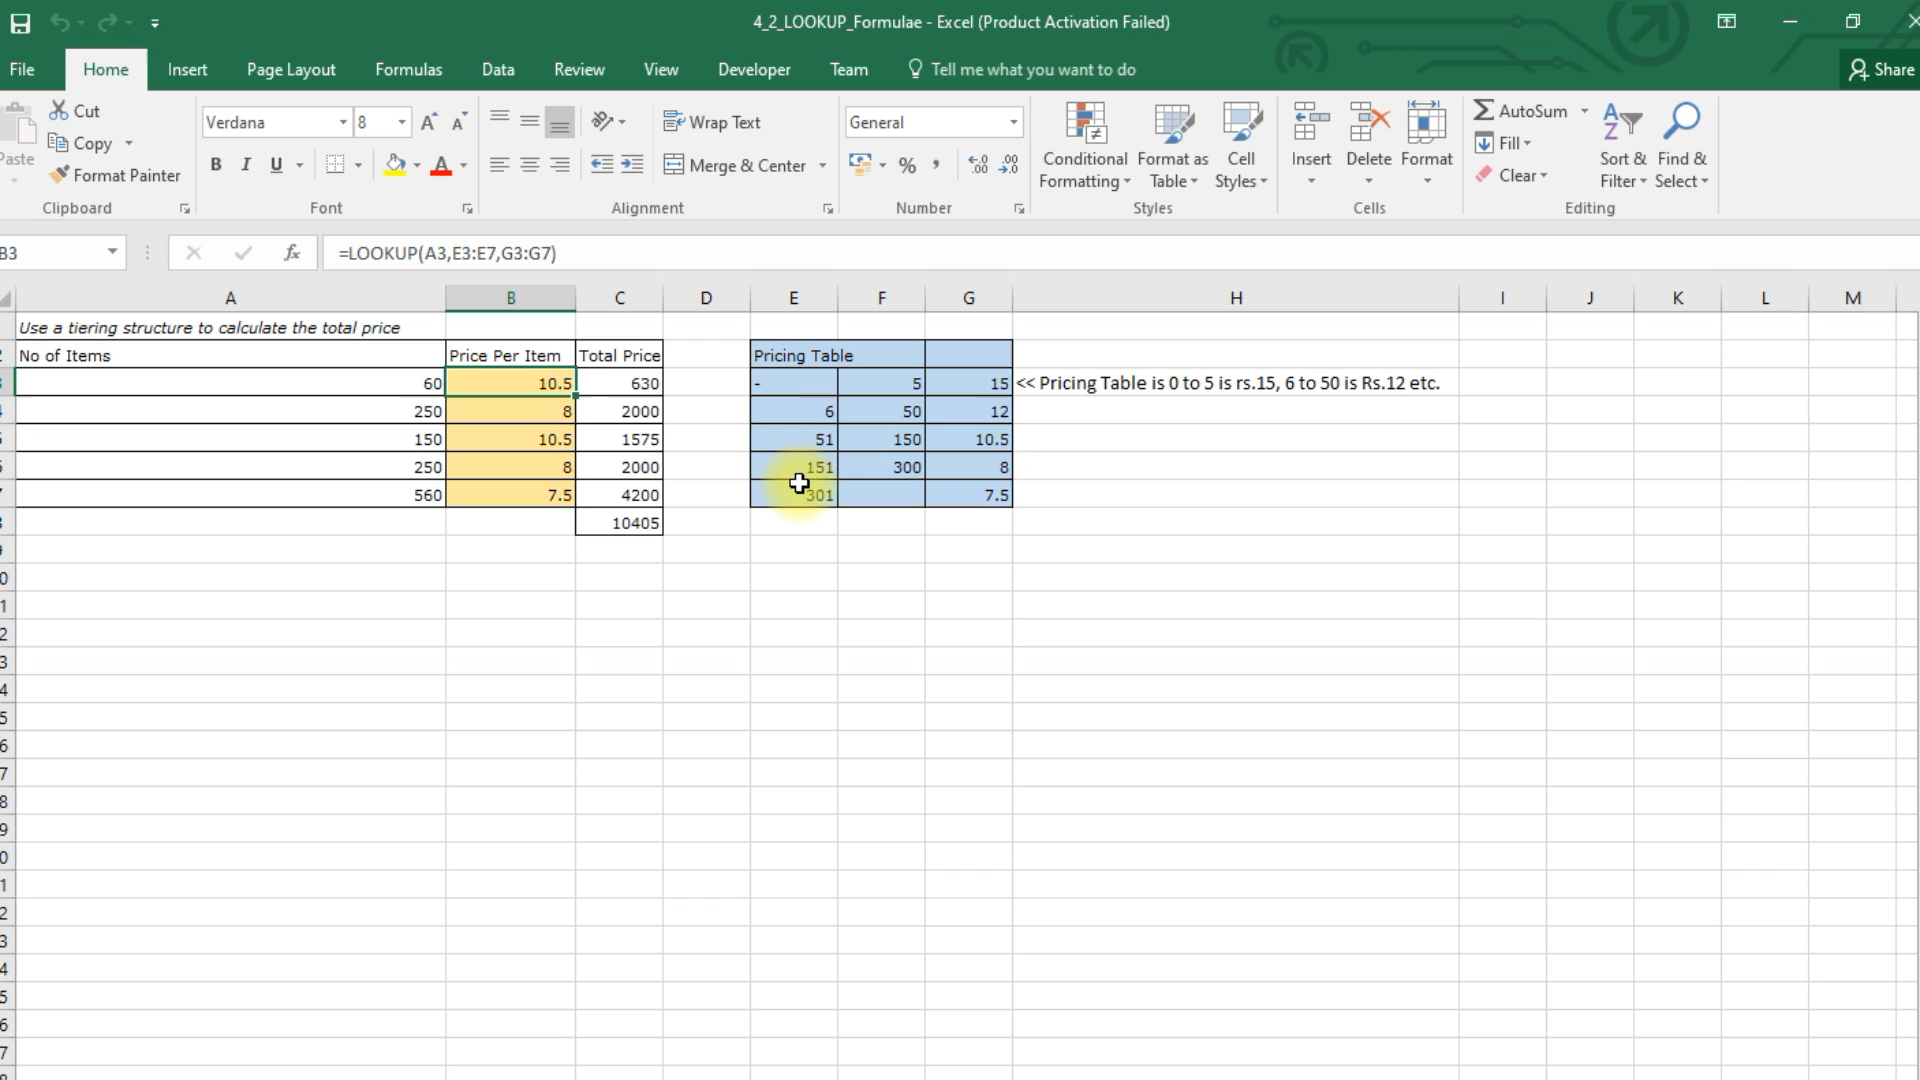 4_2_LOOKUP_Formulae - Excel (Product Activation Failed)
File Home Insert Page Layout Formulas Data Review View Developer Team Tell me what you want to do Share
Cut
Copy
Format Painter
Clipboard
Verdana 8
B I U
Font
Wrap Text
Merge & Center
Alignment
General
%
Number
Conditional Formatting
Format as Table
Cell Styles
Styles
Insert
Delete
Format
Cells
AutoSum
Fill
Clear
Sort & Filter
Find & Select
Editing
B3 fx =LOOKUP(A3,E3:E7,G3:G7)
A B C D E F G H I J K L M
Use a tiering structure to calculate the total price
No of Items Price Per Item Total Price Pricing Table
60 10.5 630 - 5 15 << Pricing Table is 0 to 5 is rs.15, 6 to 50 is Rs.12 etc.
250 8 2000 6 50 12
150 10.5 1575 51 150 10.5
250 8 2000 151 300 8
560 7.5 4200 301 7.5
10405